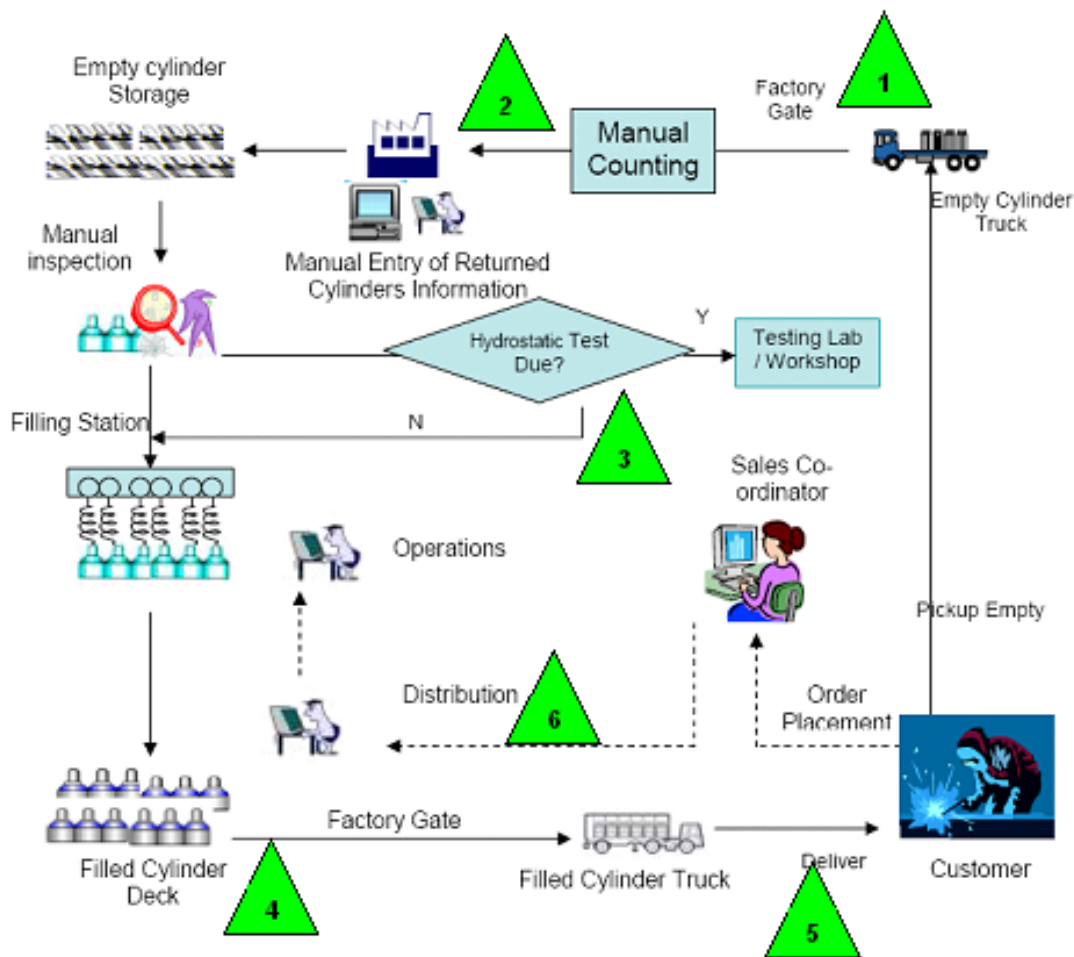 Empty cylinder
Storage
2
Factory
Gate
1
Manual
Counting
Empty Cylinder
Truck
Manual
inspection
Manual Entry of Returned
Cylinders Information
Hydrostatic Test
Due?
Y
Testing Lab
/ Workshop
Filling Station
N
3
Sales Co-
ordinator
Operations
Pickup Empty
Distribution
6
Order
Placement
Factory Gate
Filled Cylinder
Deck
4
Filled Cylinder Truck
Deliver
5
Customer